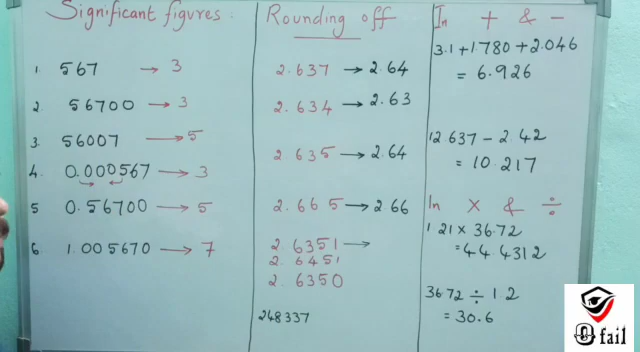 Significant figures.
1. 567 → 3
2. 56700 → 3
3. 56007 → 5
4. 0.000567 → 3
5 0.56700 → 5
6. 1.005670 → 7
Rounding off
2.637 → 2.64
2.634 → 2.63
2.635 → 2.64
2.665 → 2.66
2.6351 →
2.6451
2.6350
248337
In + & -
3.1+1.780+2.046
= 6.926
12.637 - 2.42
= 10.217
In × & ÷
1.21 × 36.72
= 44.4312
36.72 ÷ 1.2
= 30.6
0 fail